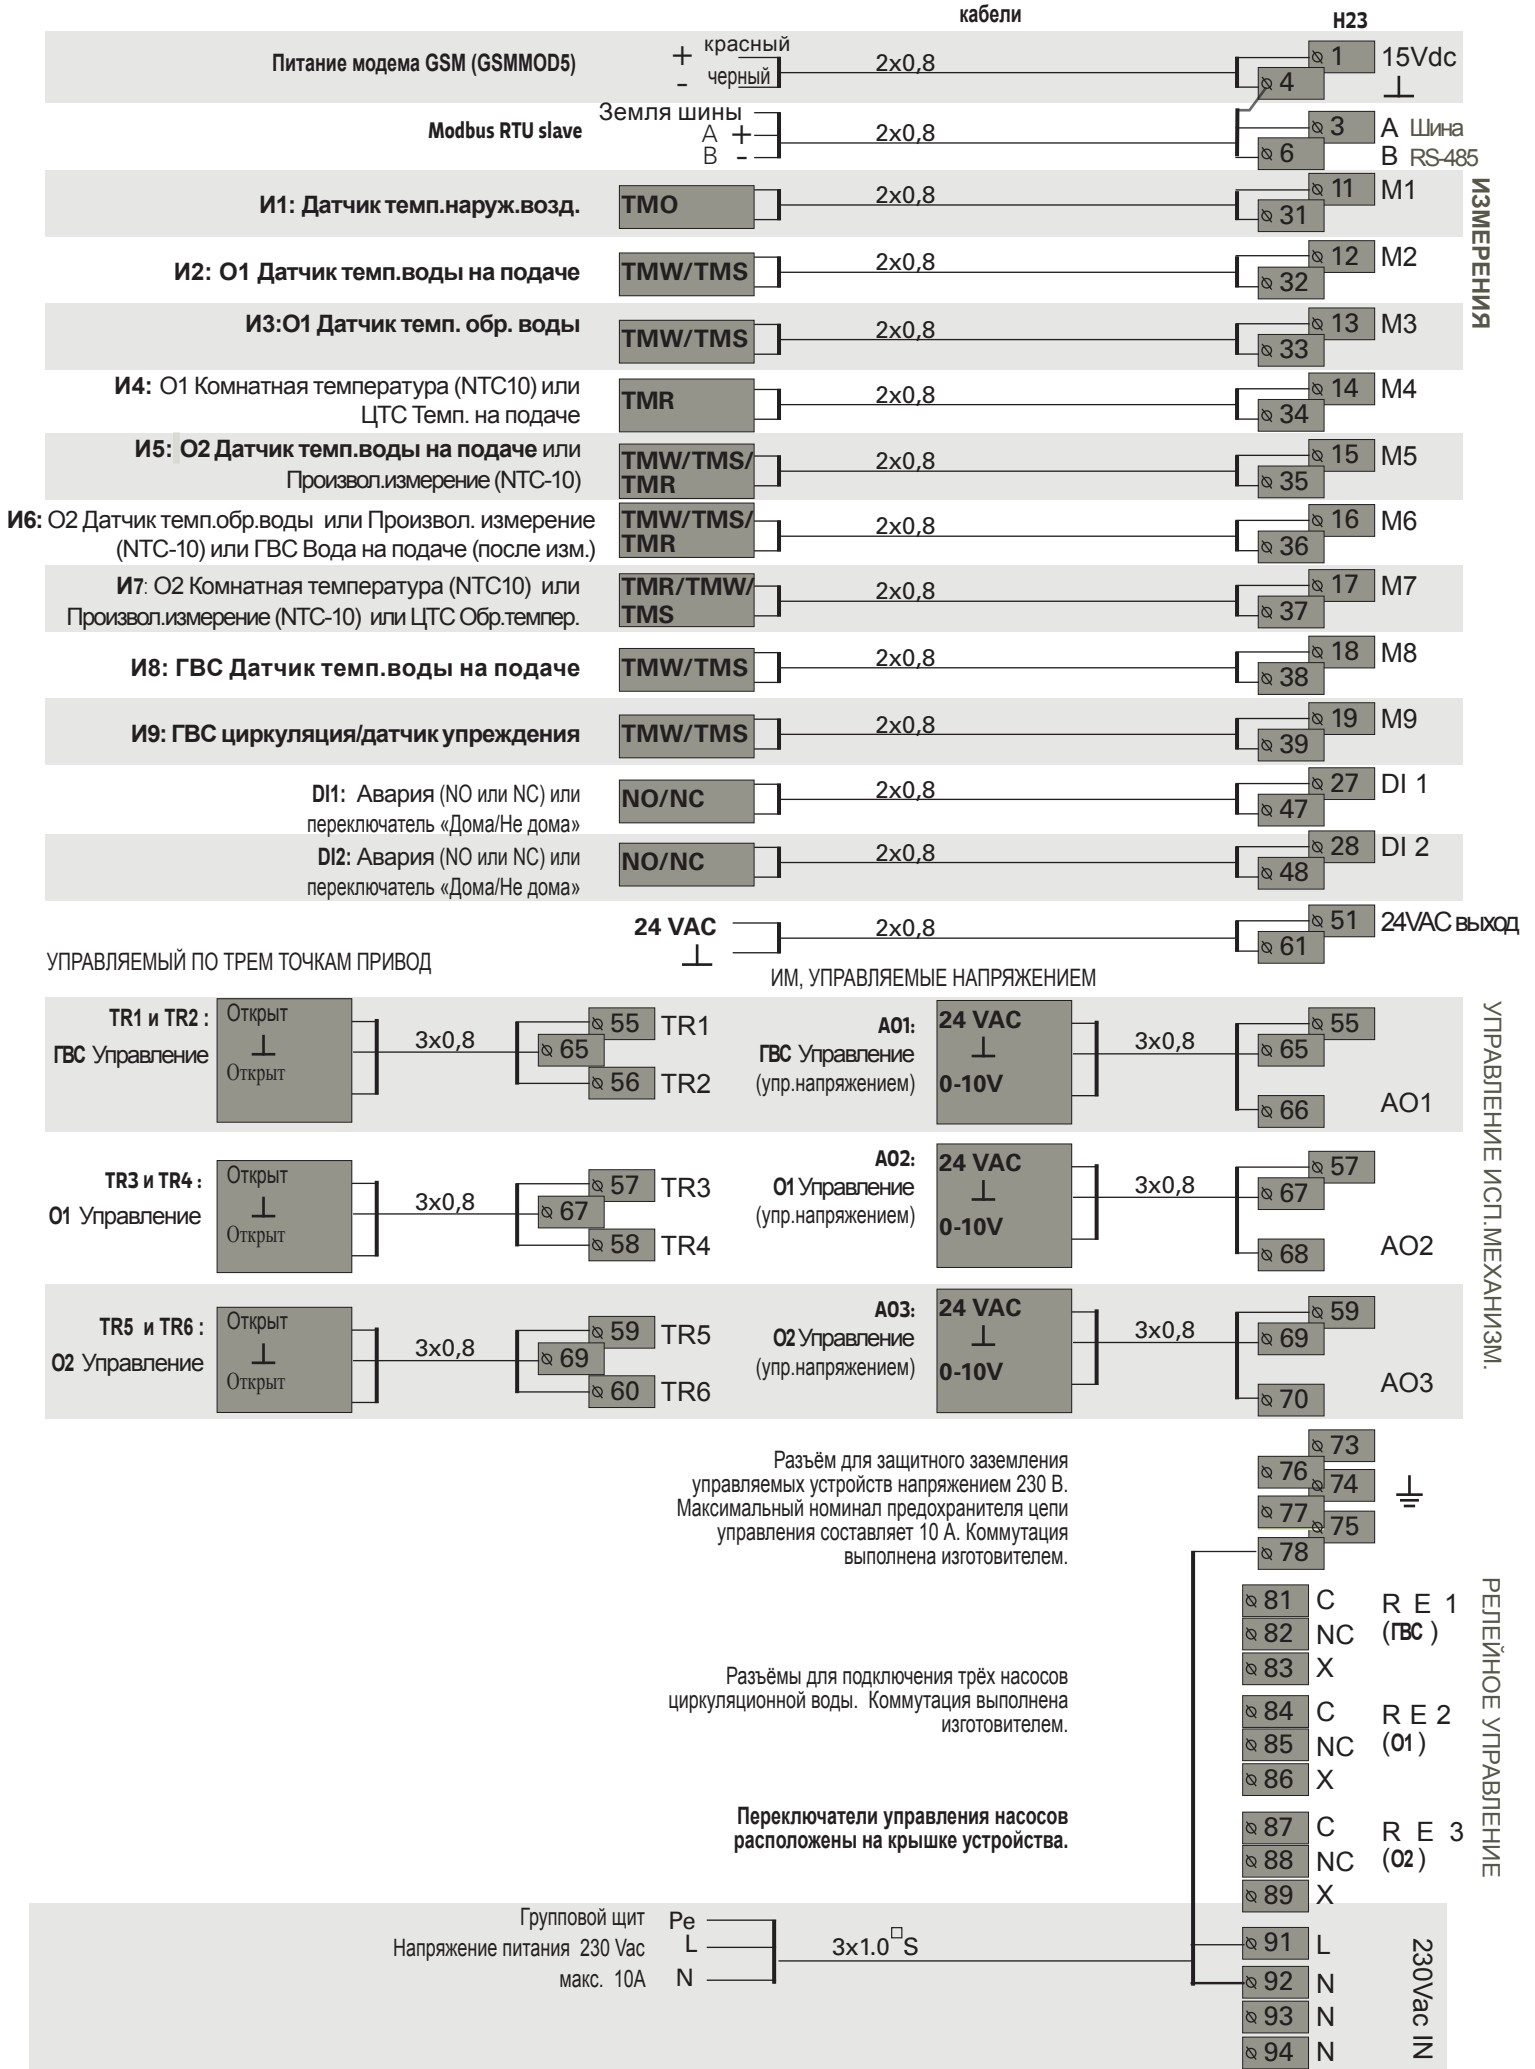 кабели
H23
Питание модема GSM (GSMMOD5)
+ красный
- черный
2x0,8
1 15Vdc
4
Modbus RTU slave
Земля шины
A +
B -
2x0,8
3 A Шина
6 B RS-485
ИЗМЕРЕНИЯ
И1: Датчик темп.наруж.возд.
TMO
2x0,8
11 M1
31
И2: О1 Датчик темп.воды на подаче
TMW/TMS
2x0,8
12 M2
32
И3:О1 Датчик темп. обр. воды
TMW/TMS
2x0,8
13 M3
33
И4: О1 Комнатная температура (NTC10) или
ЦТС Темп. на подаче
TMR
2x0,8
14 M4
34
И5: О2 Датчик темп.воды на подаче или
Произвол.измерение (NTC-10)
TMW/TMS/
TMR
2x0,8
15 M5
35
И6: О2 Датчик темп.обр.воды или Произвол. измерение
(NTC-10) или ГВС Вода на подаче (после изм.)
TMW/TMS/
TMR
2x0,8
16 M6
36
И7: О2 Комнатная температура (NTC10) или
Произвол.измерение (NTC-10) или ЦТС Обр.темпер.
TMR/TMW/
TMS
2x0,8
17 M7
37
И8: ГВС Датчик темп.воды на подаче
TMW/TMS
2x0,8
18 M8
38
И9: ГВС циркуляция/датчик упреждения
TMW/TMS
2x0,8
19 M9
39
DI1: Авария (NO или NC) или
переключатель «Дома/Не дома»
NO/NC
2x0,8
27 DI 1
47
DI2: Авария (NO или NC) или
переключатель «Дома/Не дома»
NO/NC
2x0,8
28 DI 2
48
24 VAC
2x0,8
51 24VAC выход
61
УПРАВЛЯЕМЫЙ ПО ТРЕМ ТОЧКАМ ПРИВОД
ИМ, УПРАВЛЯЕМЫЕ НАПРЯЖЕНИЕМ
УПРАВЛЕНИЕ ИСП.МЕХАНИЗМ.
TR1 и TR2 :
ГВС Управление
Открыт
Открыт
3x0,8
55 TR1
65
56 TR2
AO1:
ГВС Управление
(упр.напряжением)
24 VAC
0-10V
3x0,8
55
65
66 AO1
TR3 и TR4 :
О1 Управление
Открыт
Открыт
3x0,8
57 TR3
67
58 TR4
AO2:
О1 Управление
(упр.напряжением)
24 VAC
0-10V
3x0,8
57
67
68 AO2
TR5 и TR6 :
О2 Управление
Открыт
Открыт
3x0,8
59 TR5
69
60 TR6
AO3:
О2 Управление
(упр.напряжением)
24 VAC
0-10V
3x0,8
59
69
70 AO3
Разъём для защитного заземления
управляемых устройств напряжением 230 В.
Максимальный номинал предохранителя цепи
управления составляет 10 А. Коммутация
выполнена изготовителем.
73
76
74
77
75
78
РЕЛЕЙНОЕ УПРАВЛЕНИЕ
81 C R E 1
82 NC (ГВС )
83 X
Разъёмы для подключения трёх насосов
циркуляционной воды. Коммутация выполнена
изготовителем.
84 C R E 2
85 NC (О1 )
86 X
Переключатели управления насосов
расположены на крышке устройства.
87 C R E 3
88 NC (О2 )
89 X
Групповой щит Pe
Напряжение питания 230 Vac L
макс. 10А N
3x1.0□S
91 L
92 N
93 N
94 N
230Vac IN